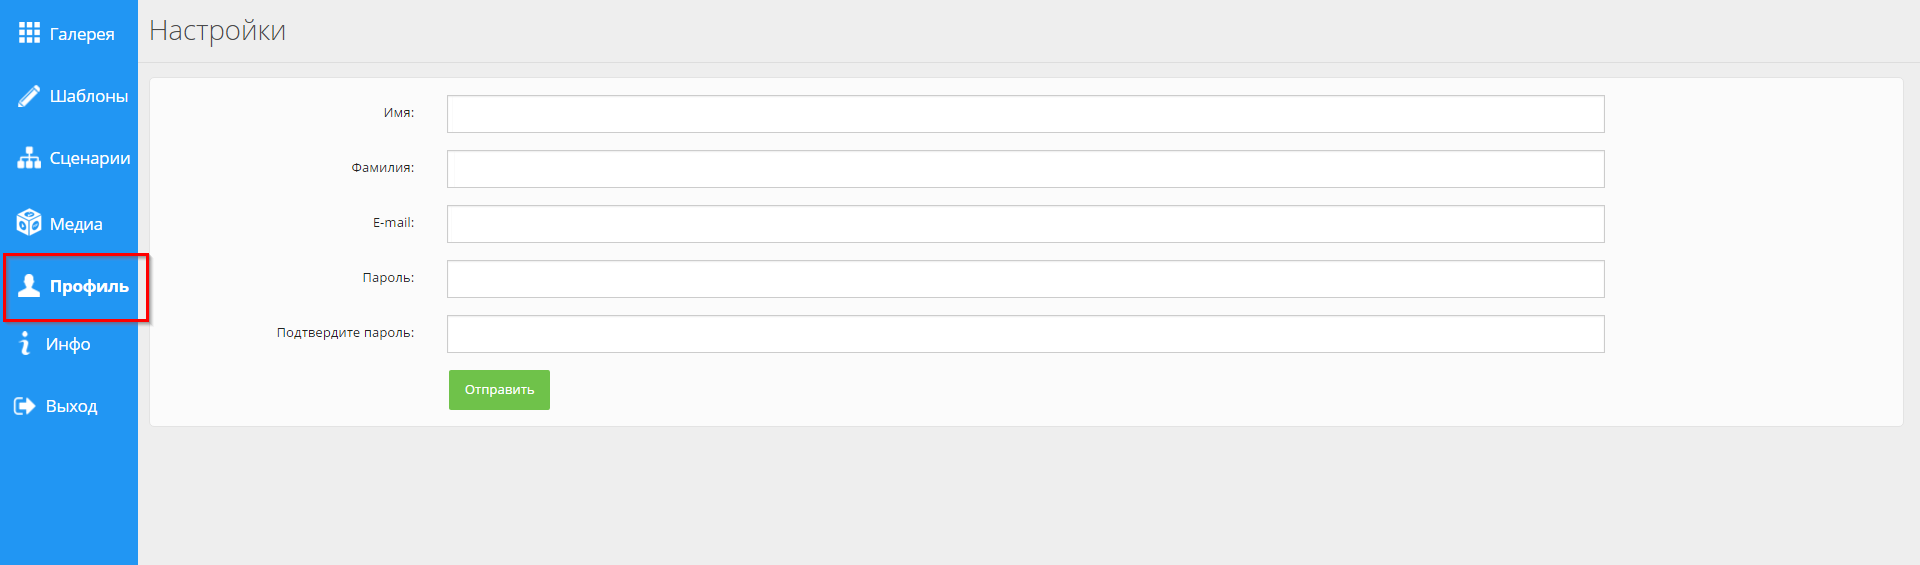 Галерея
Шаблоны
Сценарии
Медиа
Профиль
Инфо
Выход
Настройки
Имя:
Фамилия:
E-mail:
Пароль:
Подтвердите пароль:
Отправить